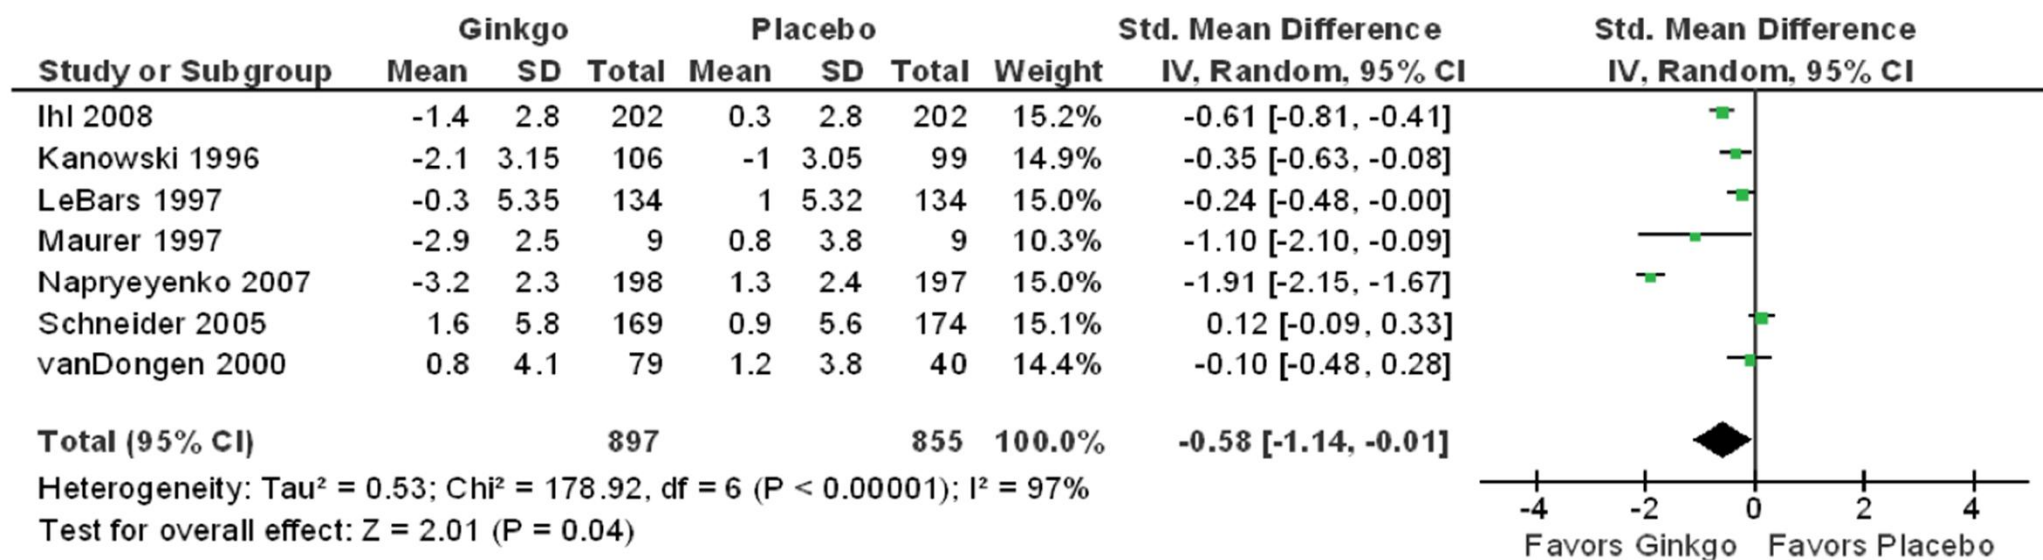 Ginkgo Placebo Std. Mean Difference Std. Mean Difference
Study or Subgroup Mean SD Total Mean SD Total Weight IV, Random, 95% CI IV, Random, 95% CI
Ihl 2008 -1.4 2.8 202 0.3 2.8 202 15.2% -0.61 [-0.81, -0.41]
Kanowski 1996 -2.1 3.15 106 -1 3.05 99 14.9% -0.35 [-0.63, -0.08]
LeBars 1997 -0.3 5.35 134 1 5.32 134 15.0% -0.24 [-0.48, -0.00]
Maurer 1997 -2.9 2.5 9 0.8 3.8 9 10.3% -1.10 [-2.10, -0.09]
Napryeyenko 2007 -3.2 2.3 198 1.3 2.4 197 15.0% -1.91 [-2.15, -1.67]
Schneider 2005 1.6 5.8 169 0.9 5.6 174 15.1% 0.12 [-0.09, 0.33]
vanDongen 2000 0.8 4.1 79 1.2 3.8 40 14.4% -0.10 [-0.48, 0.28]
Total (95% CI) 897 855 100.0% -0.58 [-1.14, -0.01]
Heterogeneity: Tau² = 0.53; Chi² = 178.92, df = 6 (P < 0.00001); I² = 97%
Test for overall effect: Z = 2.01 (P = 0.04)
-4 -2 0 2 4
Favors Ginkgo Favors Placebo